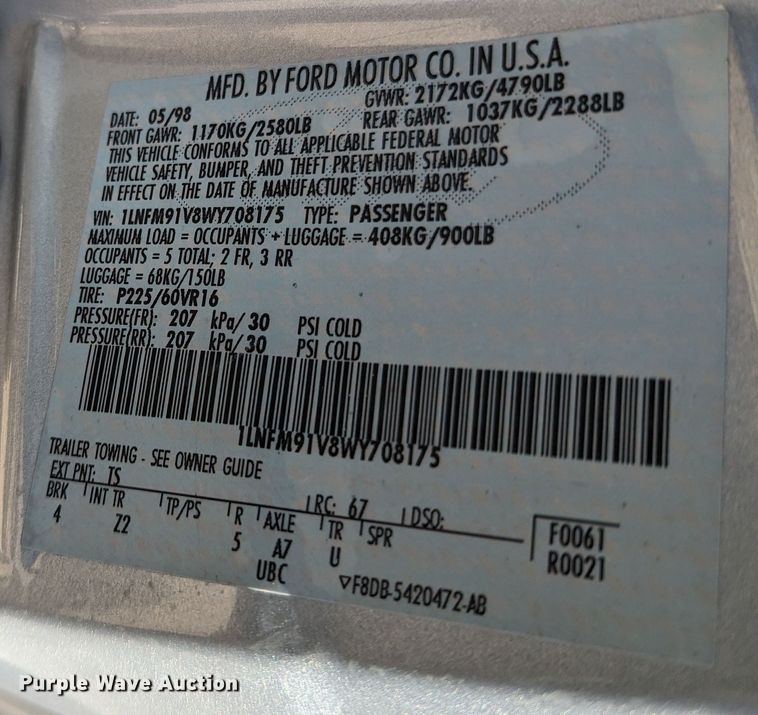 MFD. BY FORD MOTOR CO. IN U.S.A.
DATE: 05/98 GVWR: 2172KG/4790LB
FRONT GAWR: 1170KG/2580LB REAR GAWR: 1037KG/2288LB
THIS VEHICLE CONFORMS TO ALL APPLICABLE FEDERAL MOTOR
VEHICLE SAFETY, BUMPER, AND THEFT PREVENTION STANDARDS
IN EFFECT ON THE DATE OF MANUFACTURE SHOWN ABOVE.
VIN: 1LNFM91V8WY708175 TYPE: PASSENGER
MAXIMUM LOAD = OCCUPANTS + LUGGAGE = 408KG/900LB
OCCUPANTS = 5 TOTAL; 2 FR, 3 RR
LUGGAGE = 68KG/150LB
TIRE: P225/60VR16
PRESSURE(FR): 207 kPa/30 PSI COLD
PRESSURE(RR): 207 kPa/30 PSI COLD
1LNFM91V8WY708175
TRAILER TOWING - SEE OWNER GUIDE
EXT PNT: TS RC: 67 DSO:
BRK INT TR TP/PS R AXLE TR SPR F0061
4 Z2 5 A7 U R0021
UBC F8DB-5420472-AB
Purple Wave Auction